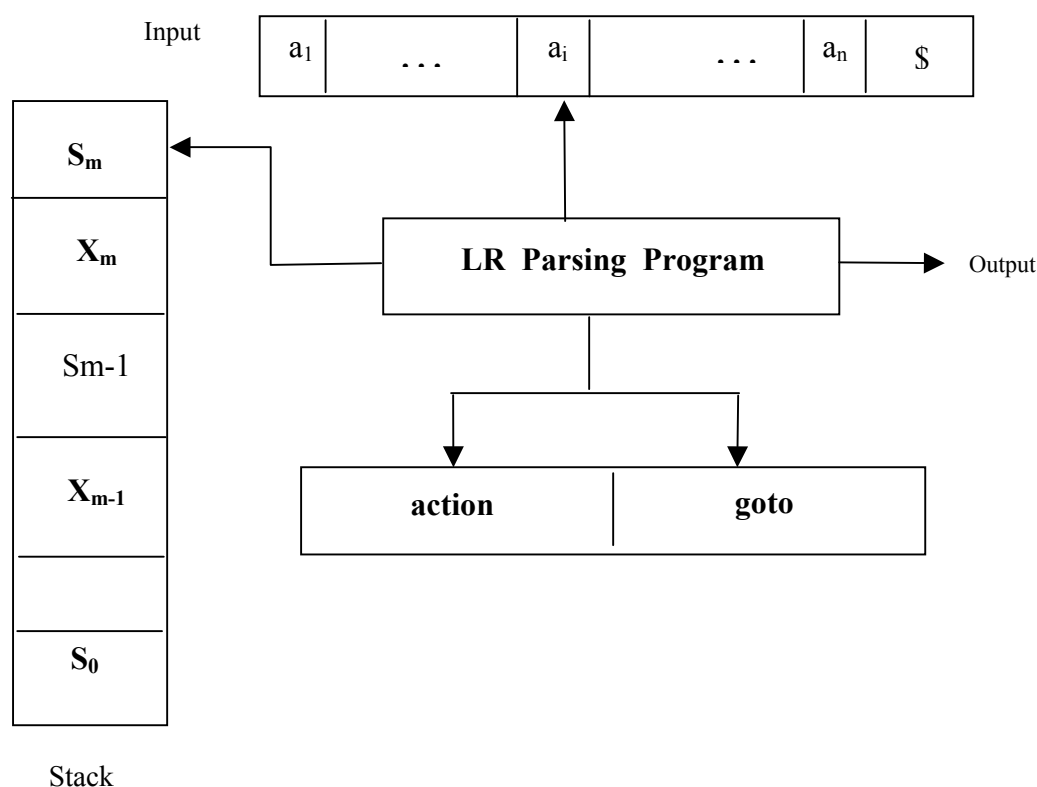 Input
a₁ ... aᵢ ... aₙ $
Sₘ
Xₘ
LR Parsing Program
Output
Sm-1
Xₘ₋₁
action goto
S₀
Stack